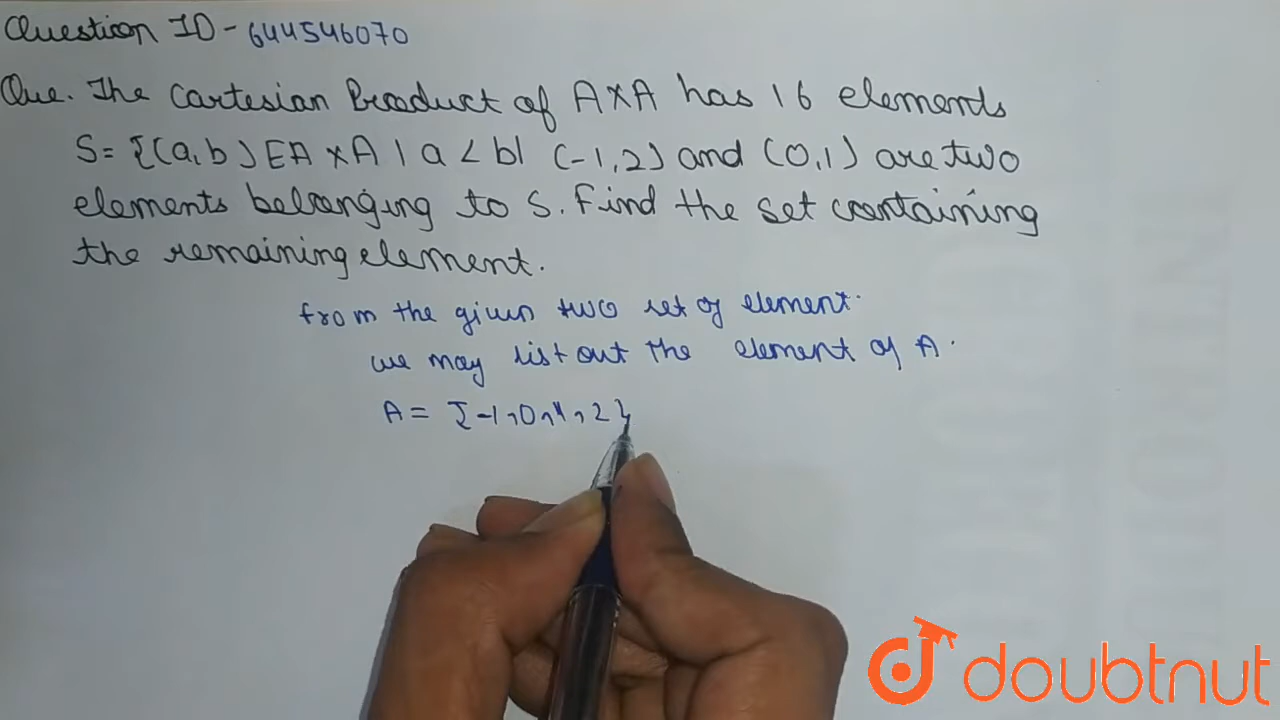 Question ID - 644546070
Que. The Cartesian Product of A×A has 16 elements
S= {(a,b) E A × A | a < b| (-1,2) and (0,1) are two
elements belonging to S. Find the set containing
the remaining element.
from the given two set of element.
we may list out the element of A.
A = {-1,0,1,2}
doubtnut